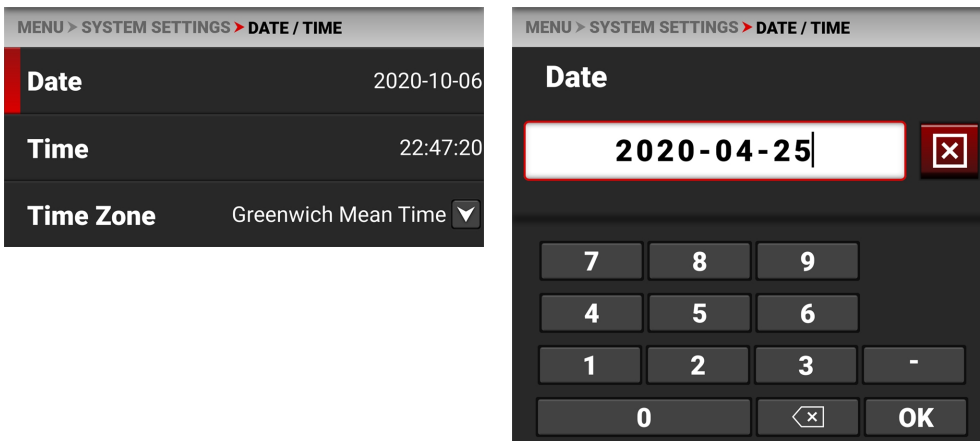 MENU > SYSTEM SETTINGS > DATE / TIME
Date 2020-10-06
Time 22:47:20
Time Zone Greenwich Mean Time
MENU > SYSTEM SETTINGS > DATE / TIME
Date
2020-04-25
7 8 9
4 5 6
1 2 3 -
0 OK